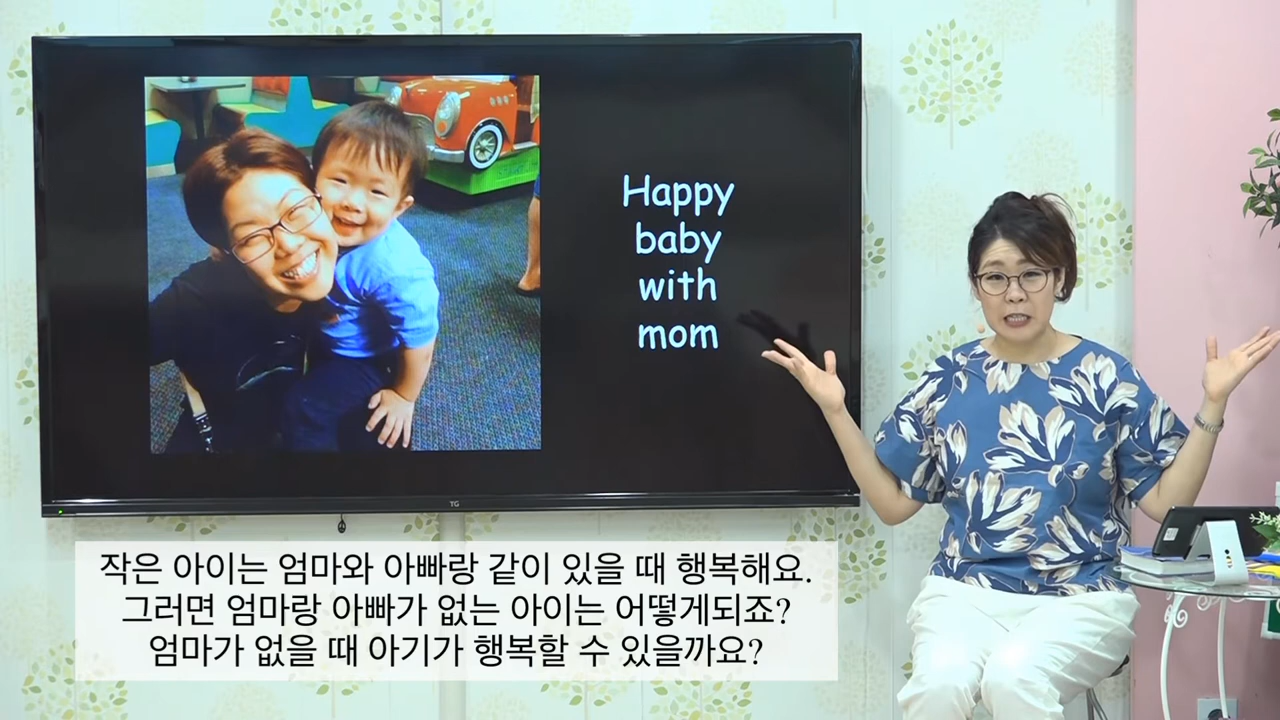 Happy
baby
with
mom
TG
작은 아이는 엄마와 아빠랑 같이 있을 때 행복해요.
그러면 엄마랑 아빠가 없는 아이는 어떻게되죠?
엄마가 없을 때 아기가 행복할 수 있을까요?